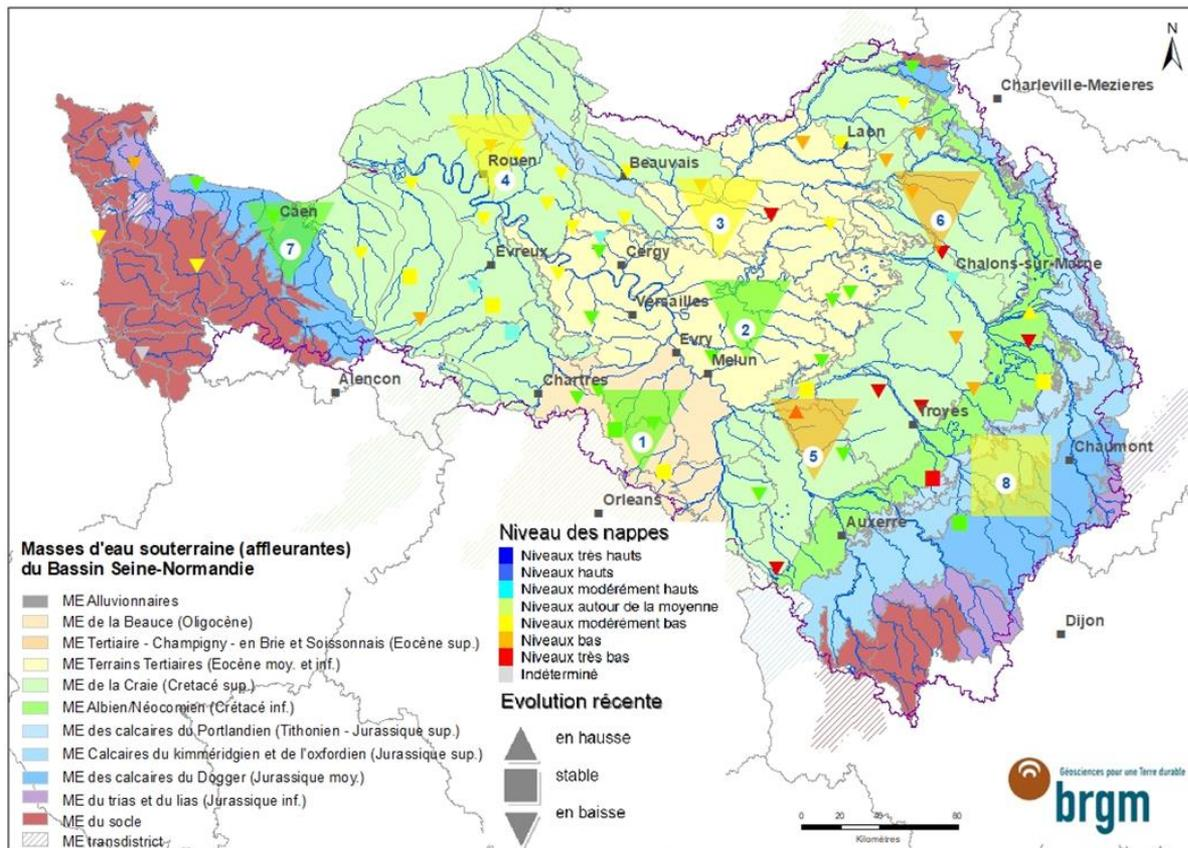 N
Charleville-Mezieres
Laon
Rouen
Beauvais
4
3
6
Caen
7
Evreux
Cergy
Chalons-sur-Marne
Versailles
2
Evry
Melun
Alencon
Chartres
Troyes
1
5
Chaumont
8
Orleans
Auxerre
Dijon
Masses d'eau souterraine (affleurantes)
du Bassin Seine-Normandie
ME Alluvionnaires
ME de la Beauce (Oligocène)
ME Tertiaire - Champigny - en Brie et Soissonnais (Eocène sup.)
ME Terrains Tertiaires (Eocène moy. et inf.)
ME de la Craie (Cretacé sup.)
ME Albien/Néocomien (Crétacé inf.)
ME des calcaires du Portlandien (Tithonien - Jurassique sup.)
ME Calcaires du kimméridgien et de l'oxfordien (Jurassique sup.)
ME des calcaires du Dogger (Jurassique moy.)
ME du trias et du lias (Jurassique inf.)
ME du socle
ME transdistrict
Niveau des nappes
Niveaux très hauts
Niveaux hauts
Niveaux modérément hauts
Niveaux autour de la moyenne
Niveaux modérément bas
Niveaux bas
Niveaux très bas
Indéterminé
Evolution récente
en hausse
stable
en baisse
Géosciences pour une Terre durable
brgm
0 20 40 80
Kilomètres